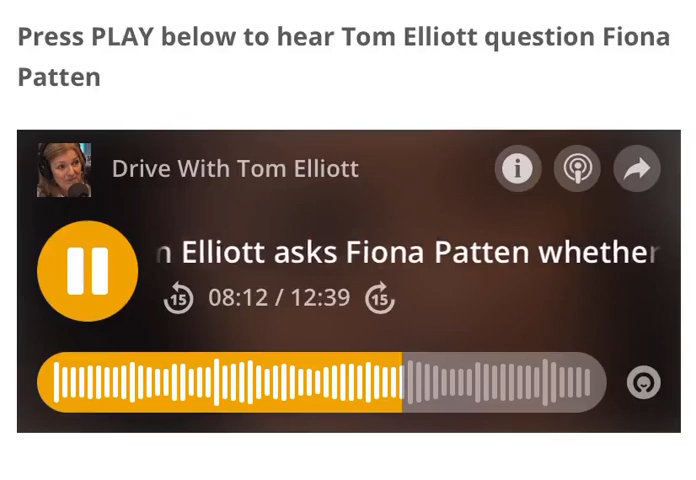 Press PLAY below to hear Tom Elliott question Fiona
Patten
Drive With Tom Elliott
Elliott asks Fiona Patten whether
15 08:12 / 12:39 15